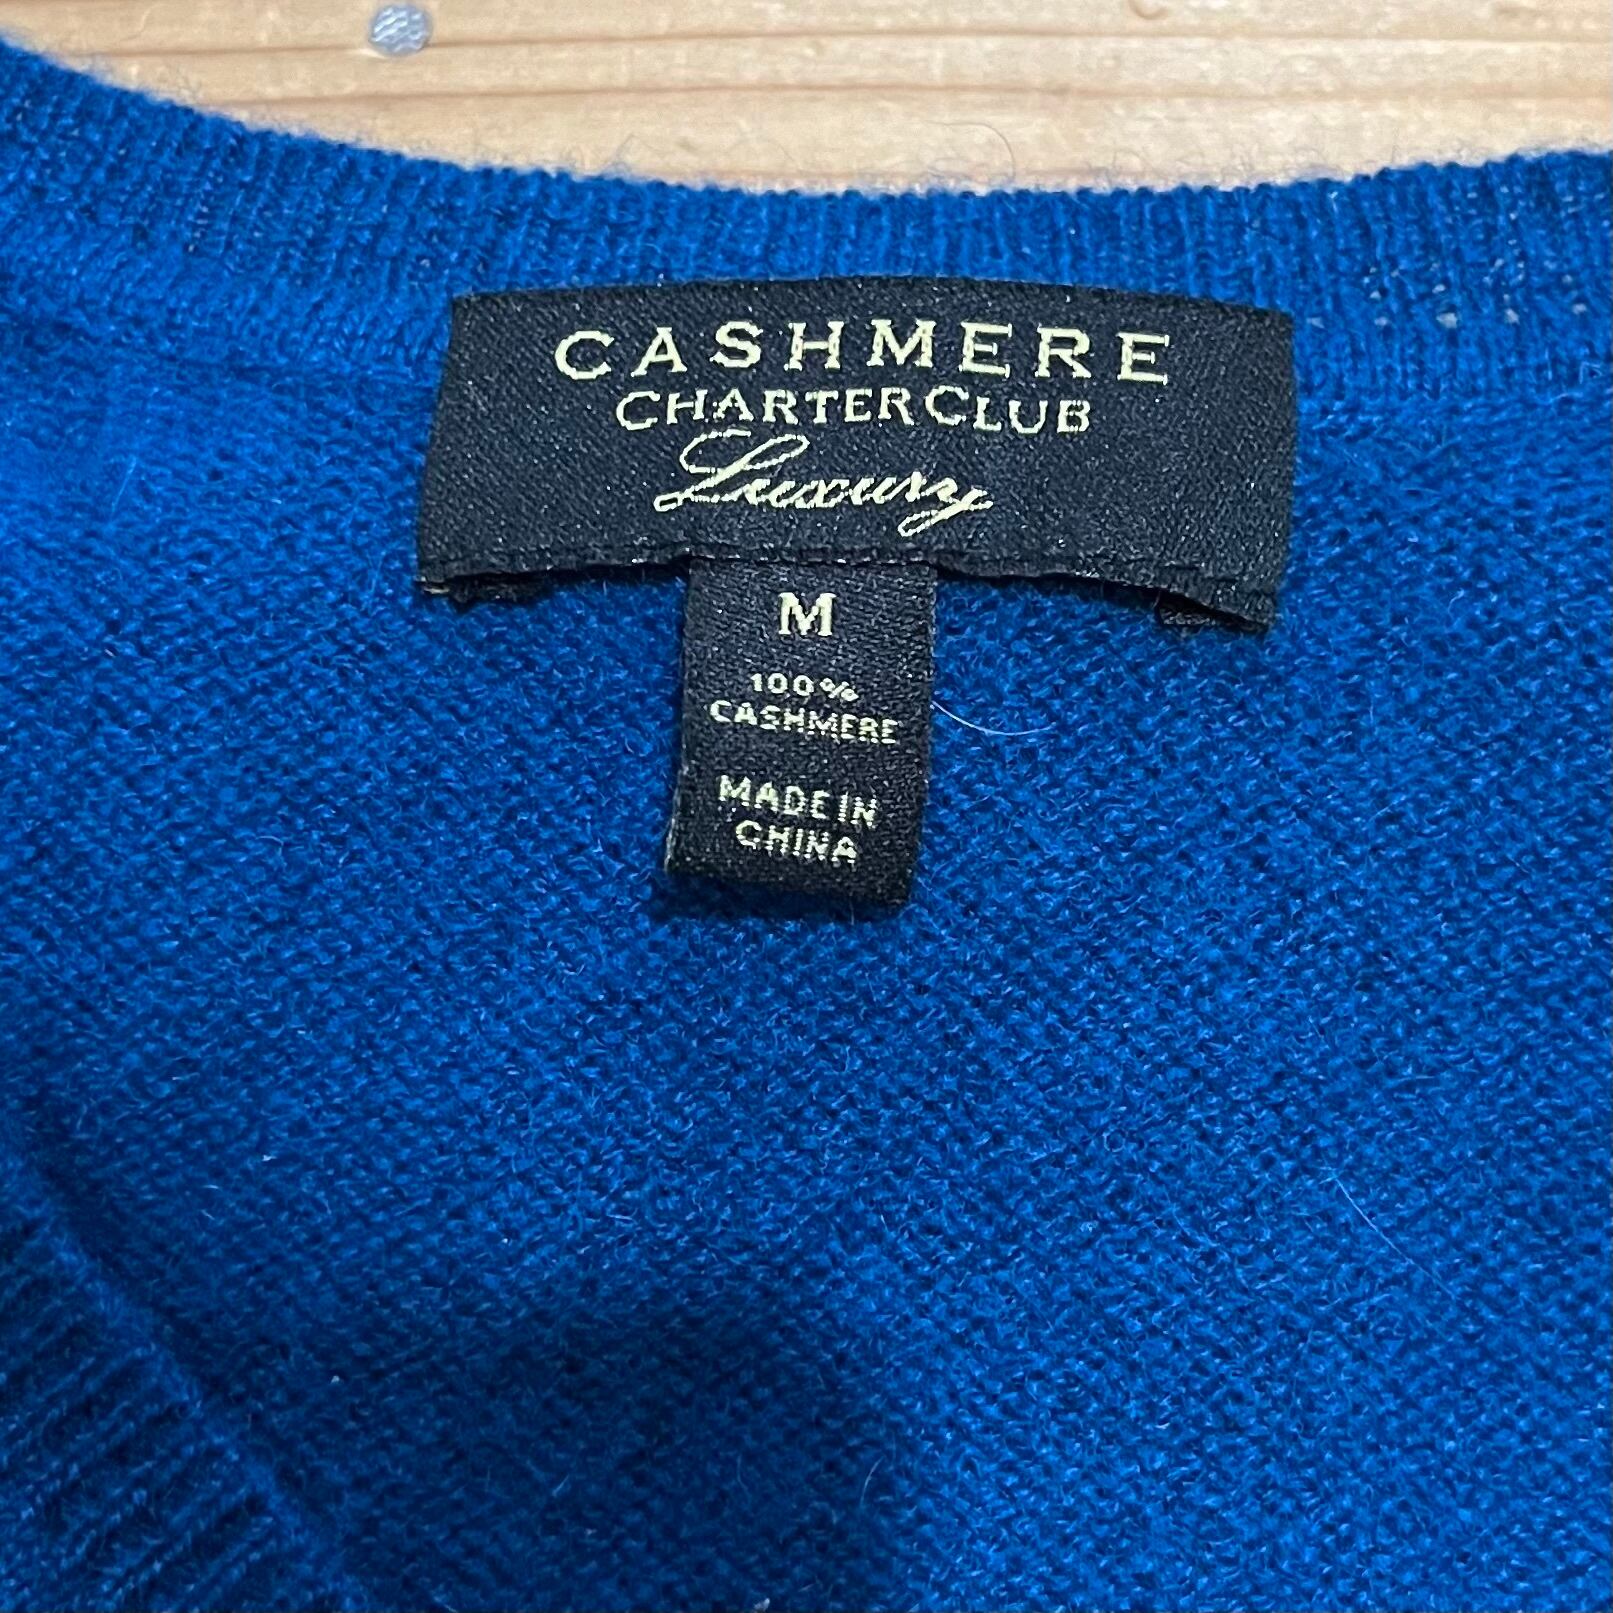 CASHMERE
CHARTER CLUB
Luxury
M
100%
CASHMERE
MADE IN
CHINA